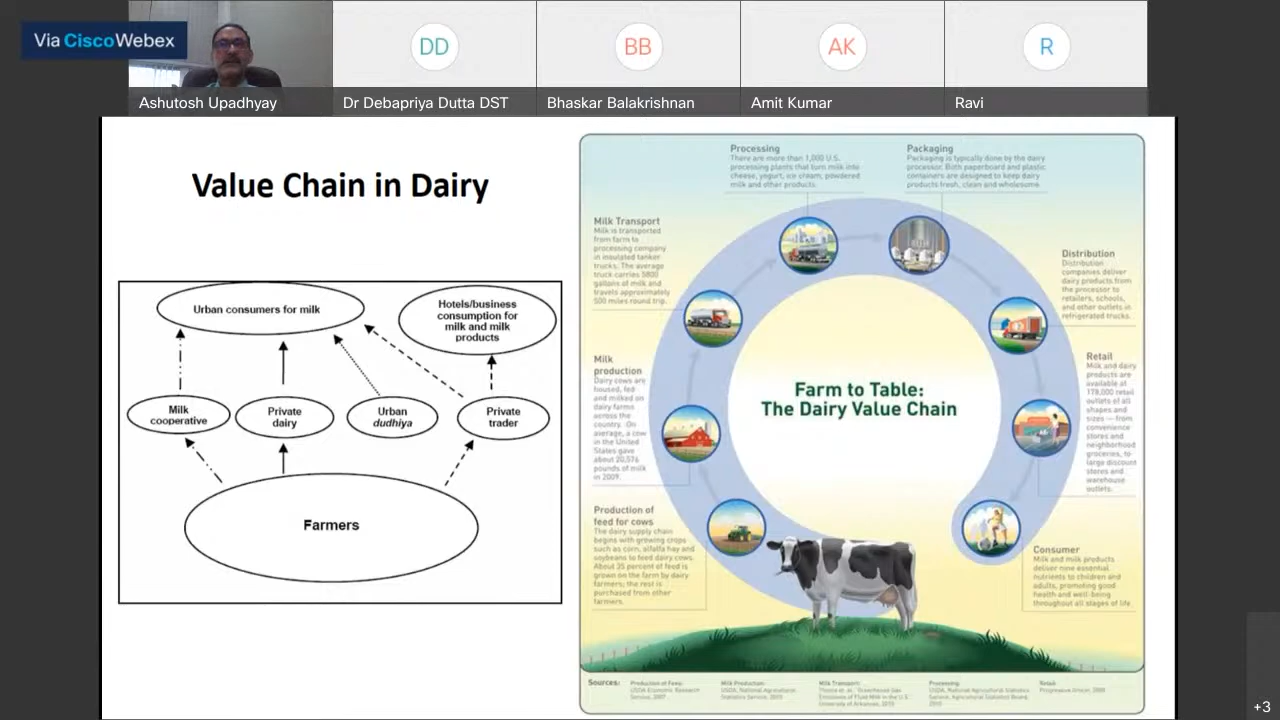 Via Cisco Webex
DD
BB
AK
R
Ashutosh Upadhyay
Dr Debapriya Dutta DST
Bhaskar Balakrishnan
Amit Kumar
Ravi
Value Chain in Dairy
Urban consumers for milk
Hotels/business
consumption for
milk and milk
products
Milk
cooperative
Private
dairy
Urban
dudhiya
Private
trader
Farmers
Processing
There are more than 1,000 U.S.
processing plants that turn milk into
cheese, yogurt, ice cream, powdered
milk and other products.
Packaging
Packaging is typically done by the dairy
processor. Both paperboard and plastic
containers are designed to keep dairy
products fresh, clean and wholesome
Milk Transport
Milk is transported
from farm to
processing company
in insulated tanker
trucks. The average
truck carries 5800
gallons of milk and
travels approximately
500 miles round trip.
Distribution
Distribution
companies deliver
dairy products from
the processor to
retailers, schools,
and other outlets in
refrigerated trucks.
Milk
production
Dairy cows are
housed, fed
and milked on
dairy farms
across the
country. On
average, a cow
in the United
States gave
about 20,576
pounds of milk
in 2009.
Farm to Table:
The Dairy Value Chain
Retail
Milk and dairy
products are
available at
178,000 retail
outlets of all
shapes and
sizes — from
convenience
stores and
neighborhood
groceries, to
large discount
stores and
warehouse
outlets.
Production of
feed for cows
The dairy supply chain
begins with growing crops
such as corn, alfalfa hay and
soybeans to feed dairy cows.
About 35 percent of feed is
grown on the farm by dairy
farmers; the rest is
purchased from other
farmers.
Consumer
Milk and milk products
deliver nine essential
nutrients to children and
adults, promoting good
health and well-being
throughout all stages of life
Sources:
Production of Feed:
USDA Economic Research
Service, 2007
Milk Production:
USDA, National Agricultural
Statistics Service,
Milk Transport:
Greenhouse Gas
Emissions of Fluid Milk in the U.S.
University of Arkansas, 2010
Processing:
USDA, National Agricultural Statistics
Service, Agricultural Statistics Board,
2010
Retail:
Progressive Grocer,
+3